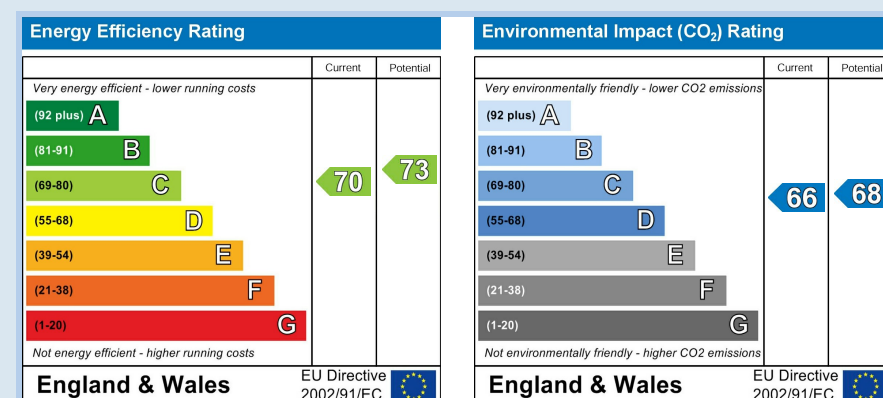 Energy Efficiency Rating
Current Potential
Very energy efficient - lower running costs
(92 plus) A
(81-91) B
(69-80) C
(55-68) D
(39-54) E
(21-38) F
(1-20) G
70
73
Not energy efficient - higher running costs
England & Wales
EU Directive
2002/91/EC
Environmental Impact (CO₂) Rating
Current Potential
Very environmentally friendly - lower CO2 emissions
(92 plus) A
(81-91) B
(69-80) C
(55-68) D
(39-54) E
(21-38) F
(1-20) G
66
68
Not environmentally friendly - higher CO2 emissions
England & Wales
EU Directive
2002/91/EC